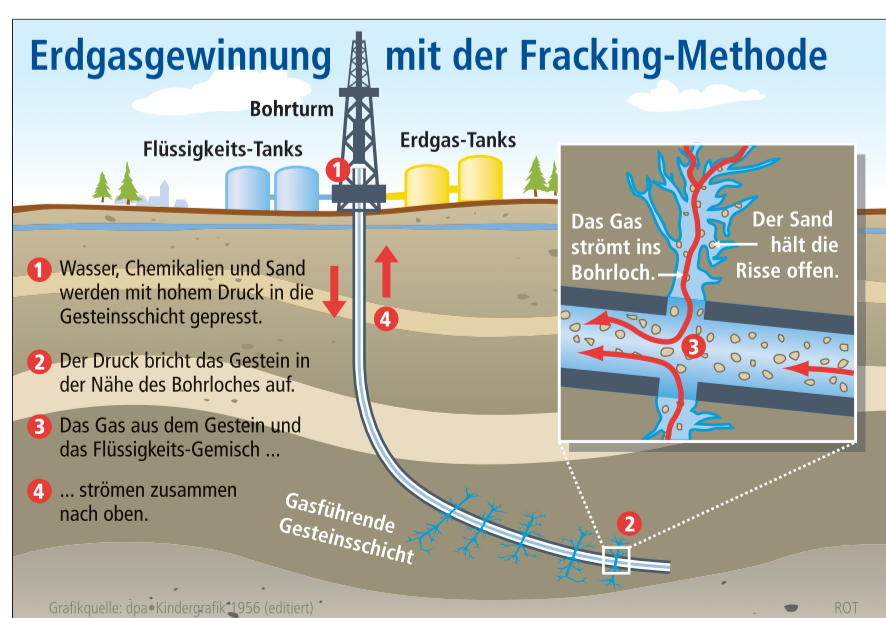 Erdgasgewinnung mit der Fracking-Methode
Bohrturm
Flüssigkeits-Tanks
Erdgas-Tanks
1
1 Wasser, Chemikalien und Sand
werden mit hohem Druck in die
Gesteinsschicht gepresst.
2 Der Druck bricht das Gestein in
der Nähe des Bohrloches auf.
3 Das Gas aus dem Gestein und
das Flüssigkeits-Gemisch ...
4 ... strömen zusammen
nach oben.
4
Das Gas
strömt ins
Bohrloch.
Der Sand
hält die
Risse offen.
3
Gasführende
Gesteinsschicht
2
Grafikquelle: dpa•Kindergrafik 1956 (editiert)
ROT